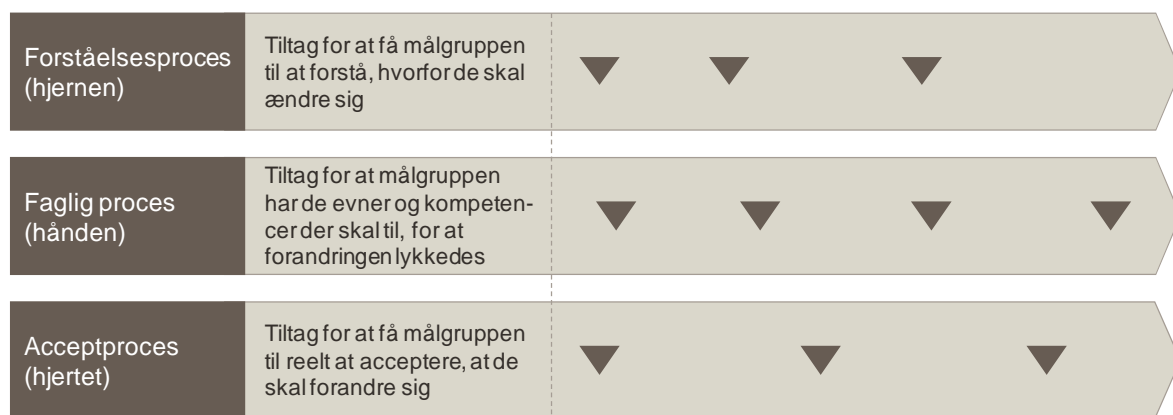 Forståelsesproces
(hjernen)
Tiltag for at få målgruppen
til at forstå, hvorfor de skal
ændre sig
Faglig proces
(hånden)
Tiltag for at målgruppen
har de evner og kompeten-
cer der skal til, for at
forandringen lykkedes
Acceptproces
(hjertet)
Tiltag for at få målgruppen
til reelt at acceptere, at de
skal forandre sig